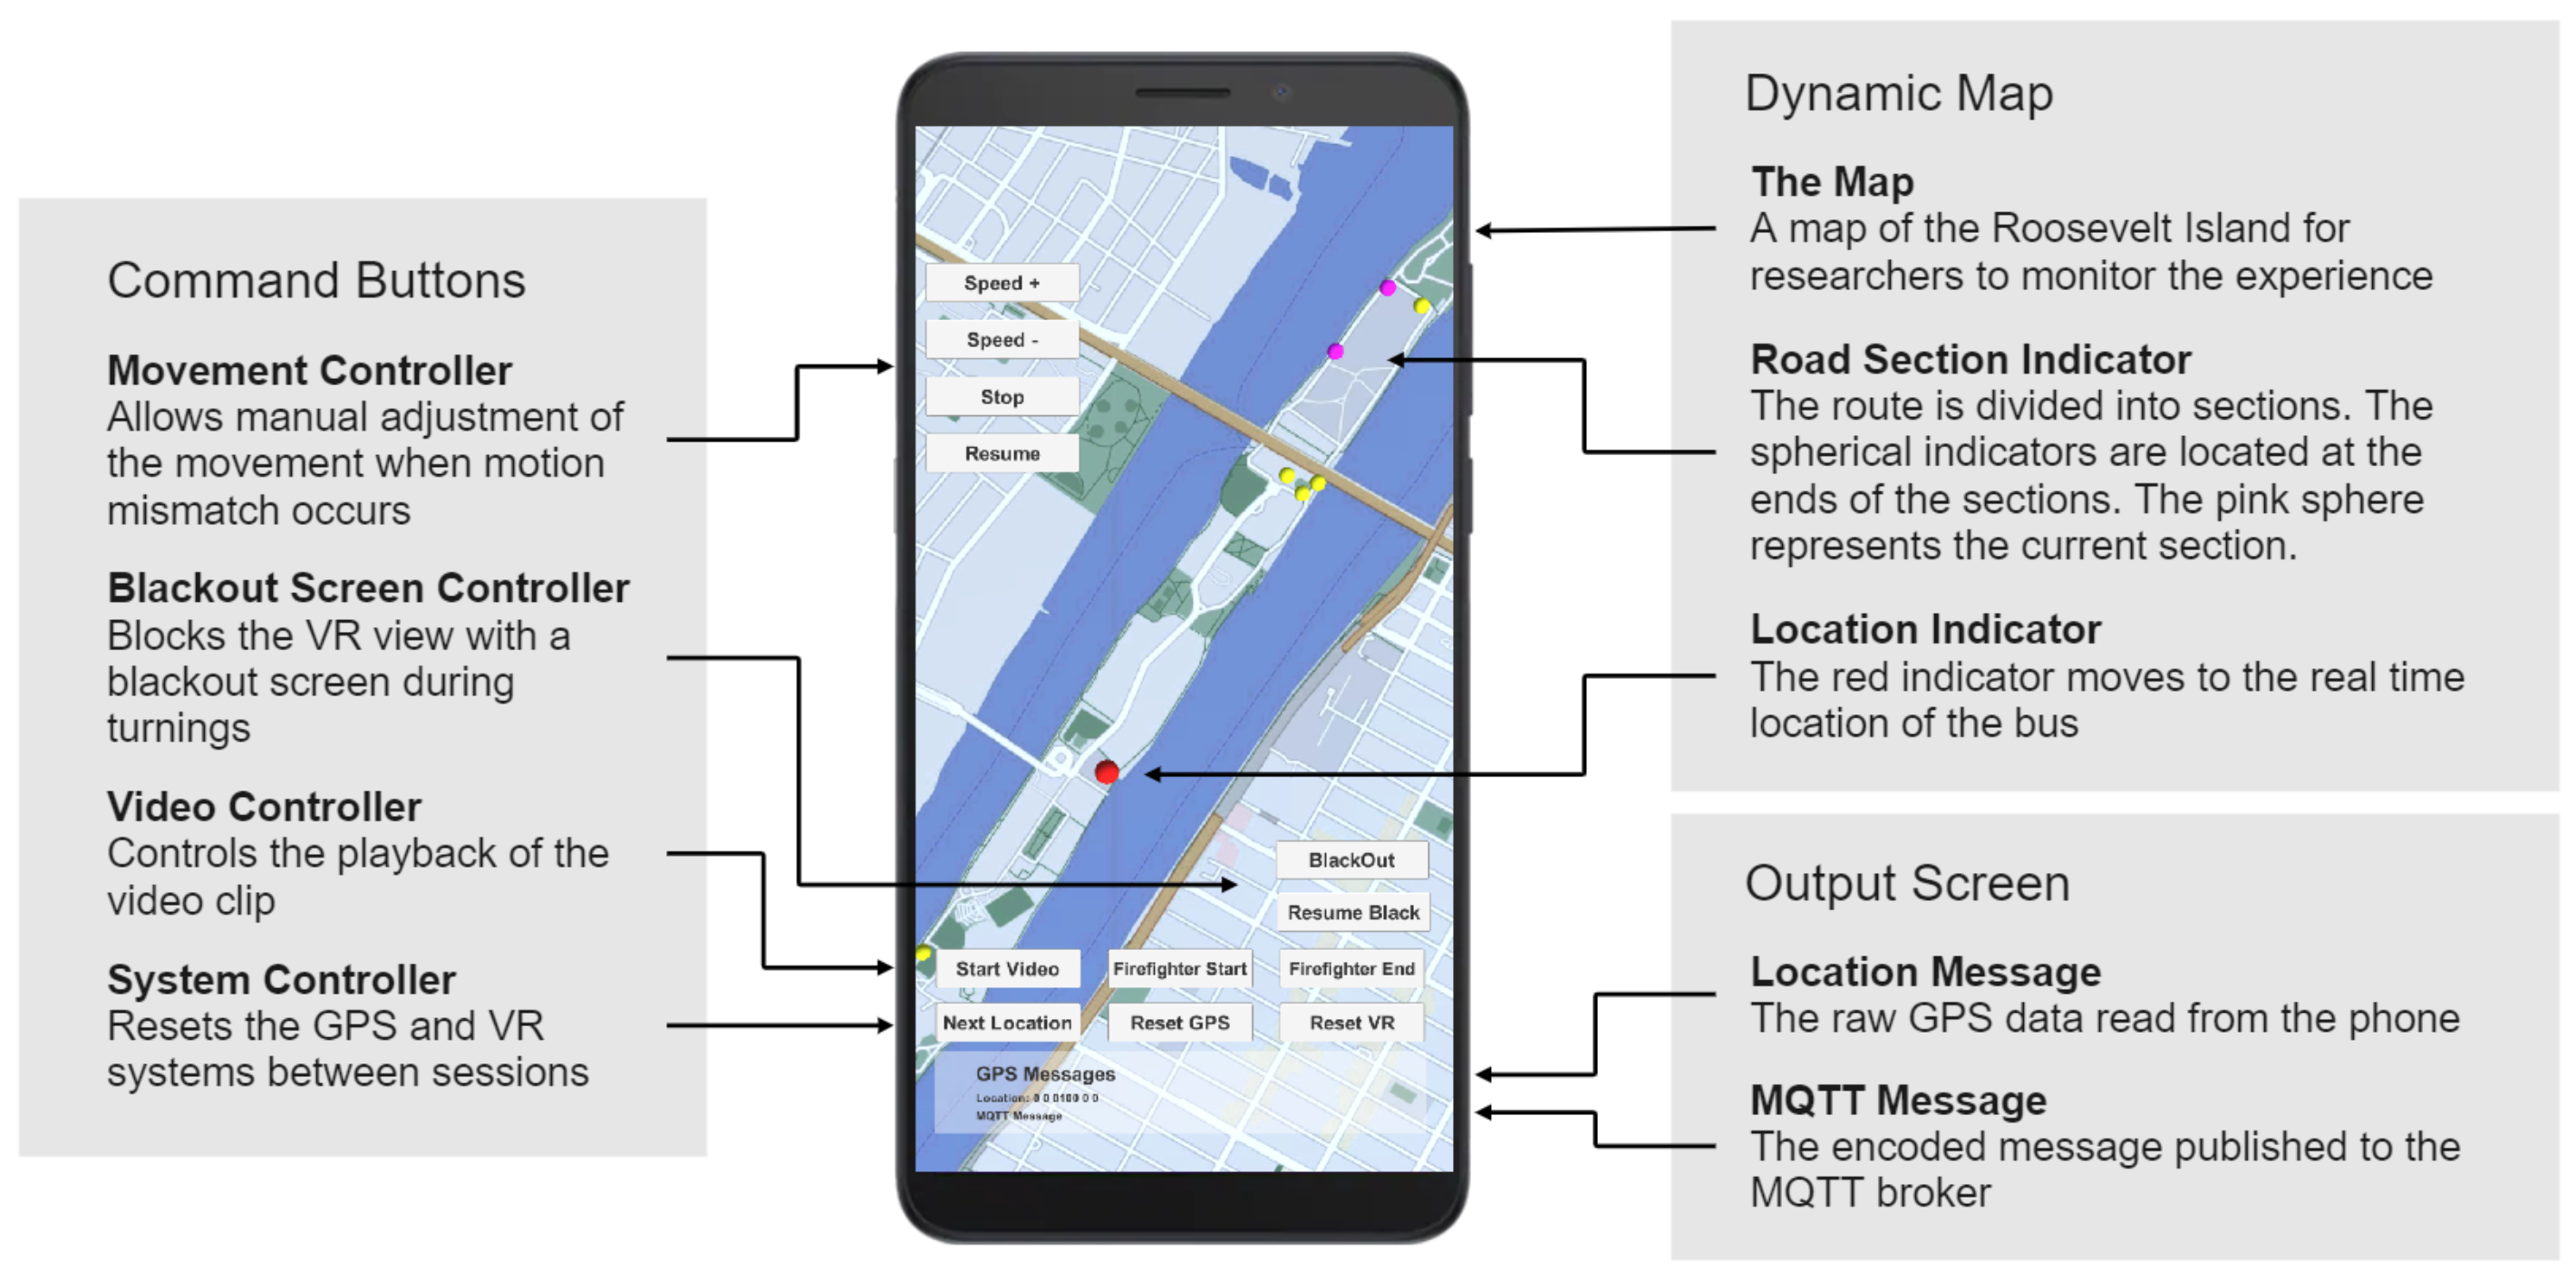 Command Buttons
Movement Controller
Allows manual adjustment of
the movement when motion
mismatch occurs
Blackout Screen Controller
Blocks the VR view with a
blackout screen during
turnings
Video Controller
Controls the playback of the
video clip
System Controller
Resets the GPS and VR
systems between sessions
Speed +
Speed -
Stop
Resume
BlackOut
Resume Black
Start Video
Firefighter Start
Firefighter End
Next Location
Reset GPS
Reset VR
GPS Messages
Location: 0 0 0100 0 0
MQTT Message
Dynamic Map
The Map
A map of the Roosevelt Island for
researchers to monitor the experience
Road Section Indicator
The route is divided into sections. The
spherical indicators are located at the
ends of the sections. The pink sphere
represents the current section.
Location Indicator
The red indicator moves to the real time
location of the bus
Output Screen
Location Message
The raw GPS data read from the phone
MQTT Message
The encoded message published to the
MQTT broker